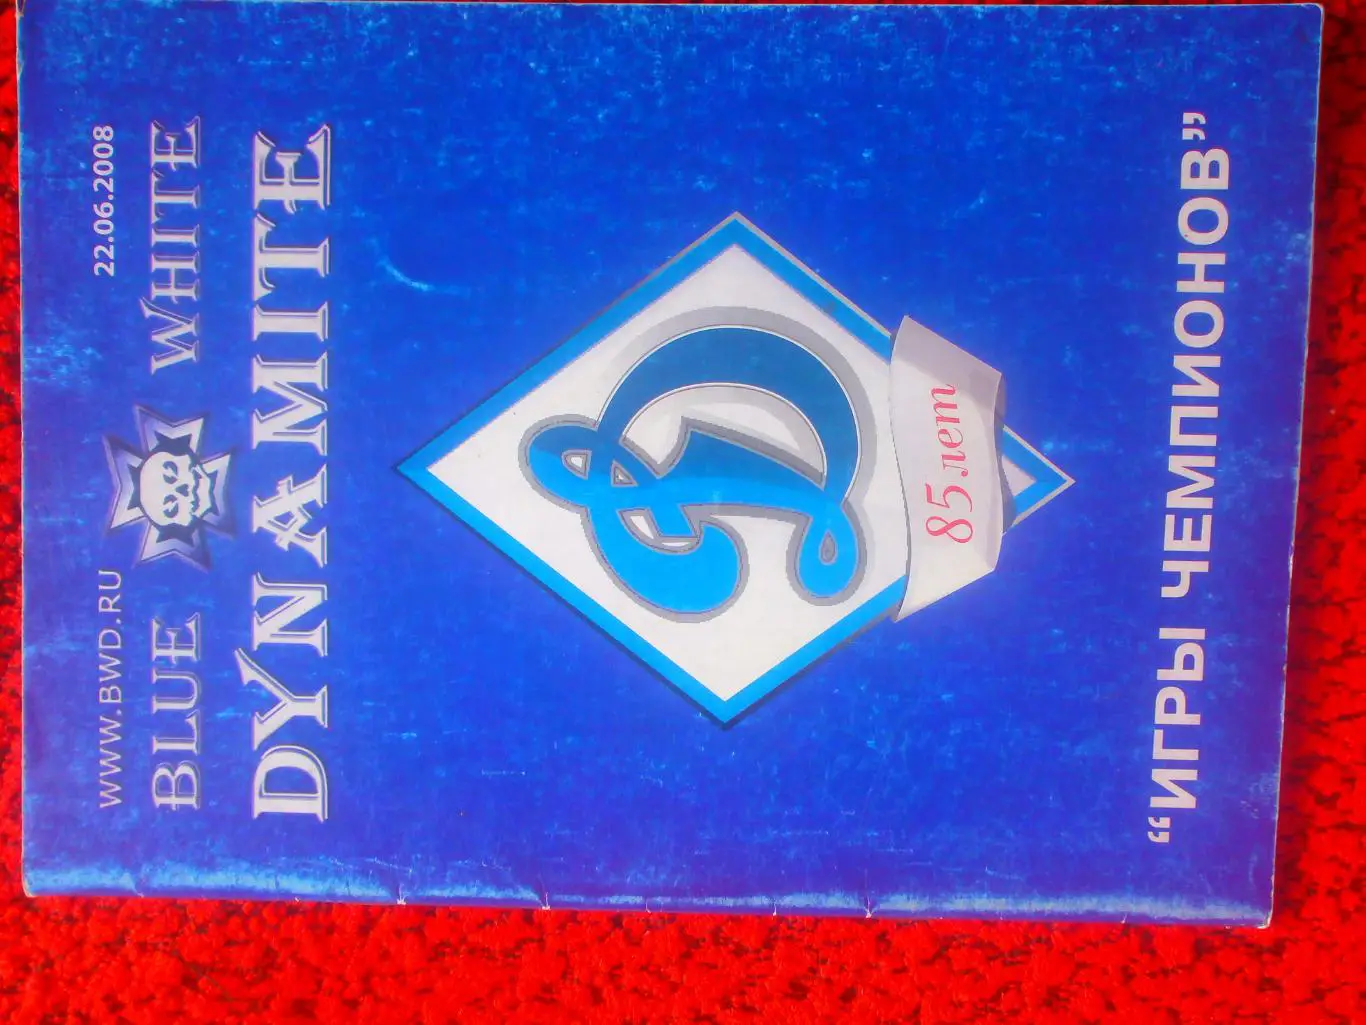 WWW.BWD.RU 22.06.2008
BLUE WHITE
DYNAMITE
85 лет
“ИГРЫ ЧЕМПИОНОВ”